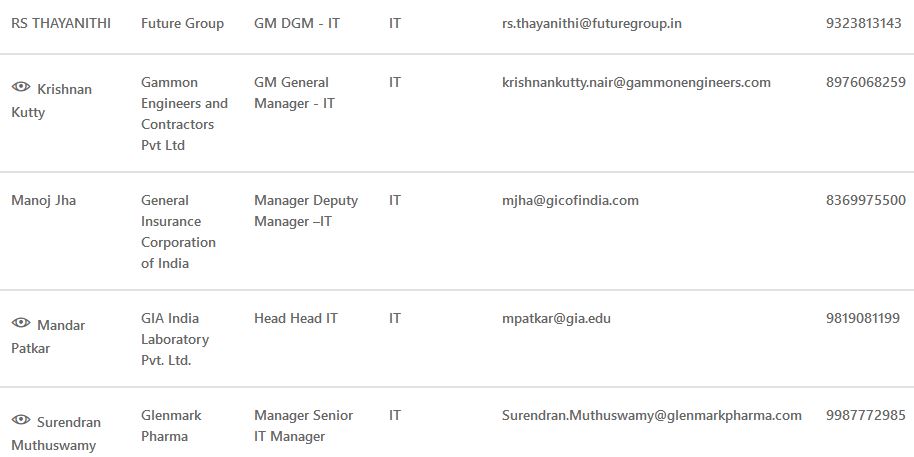 RS THAYANITHI Future Group GM DGM - IT IT rs.thayanithi@futuregroup.in 9323813143
Krishnan Gammon GM General IT krishnankutty.nair@gammonengineers.com 8976068259
Kutty Engineers and Manager - IT
Contractors
Pvt Ltd
Manoj Jha General Manager Deputy IT mjha@gicofindia.com 8369975500
Insurance Manager –IT
Corporation
of India
Mandar GIA India Head Head IT IT mpatkar@gia.edu 9819081199
Patkar Laboratory
Pvt. Ltd.
Surendran Glenmark Manager Senior IT Surendran.Muthuswamy@glenmarkpharma.com 9987772985
Muthuswamy Pharma IT Manager